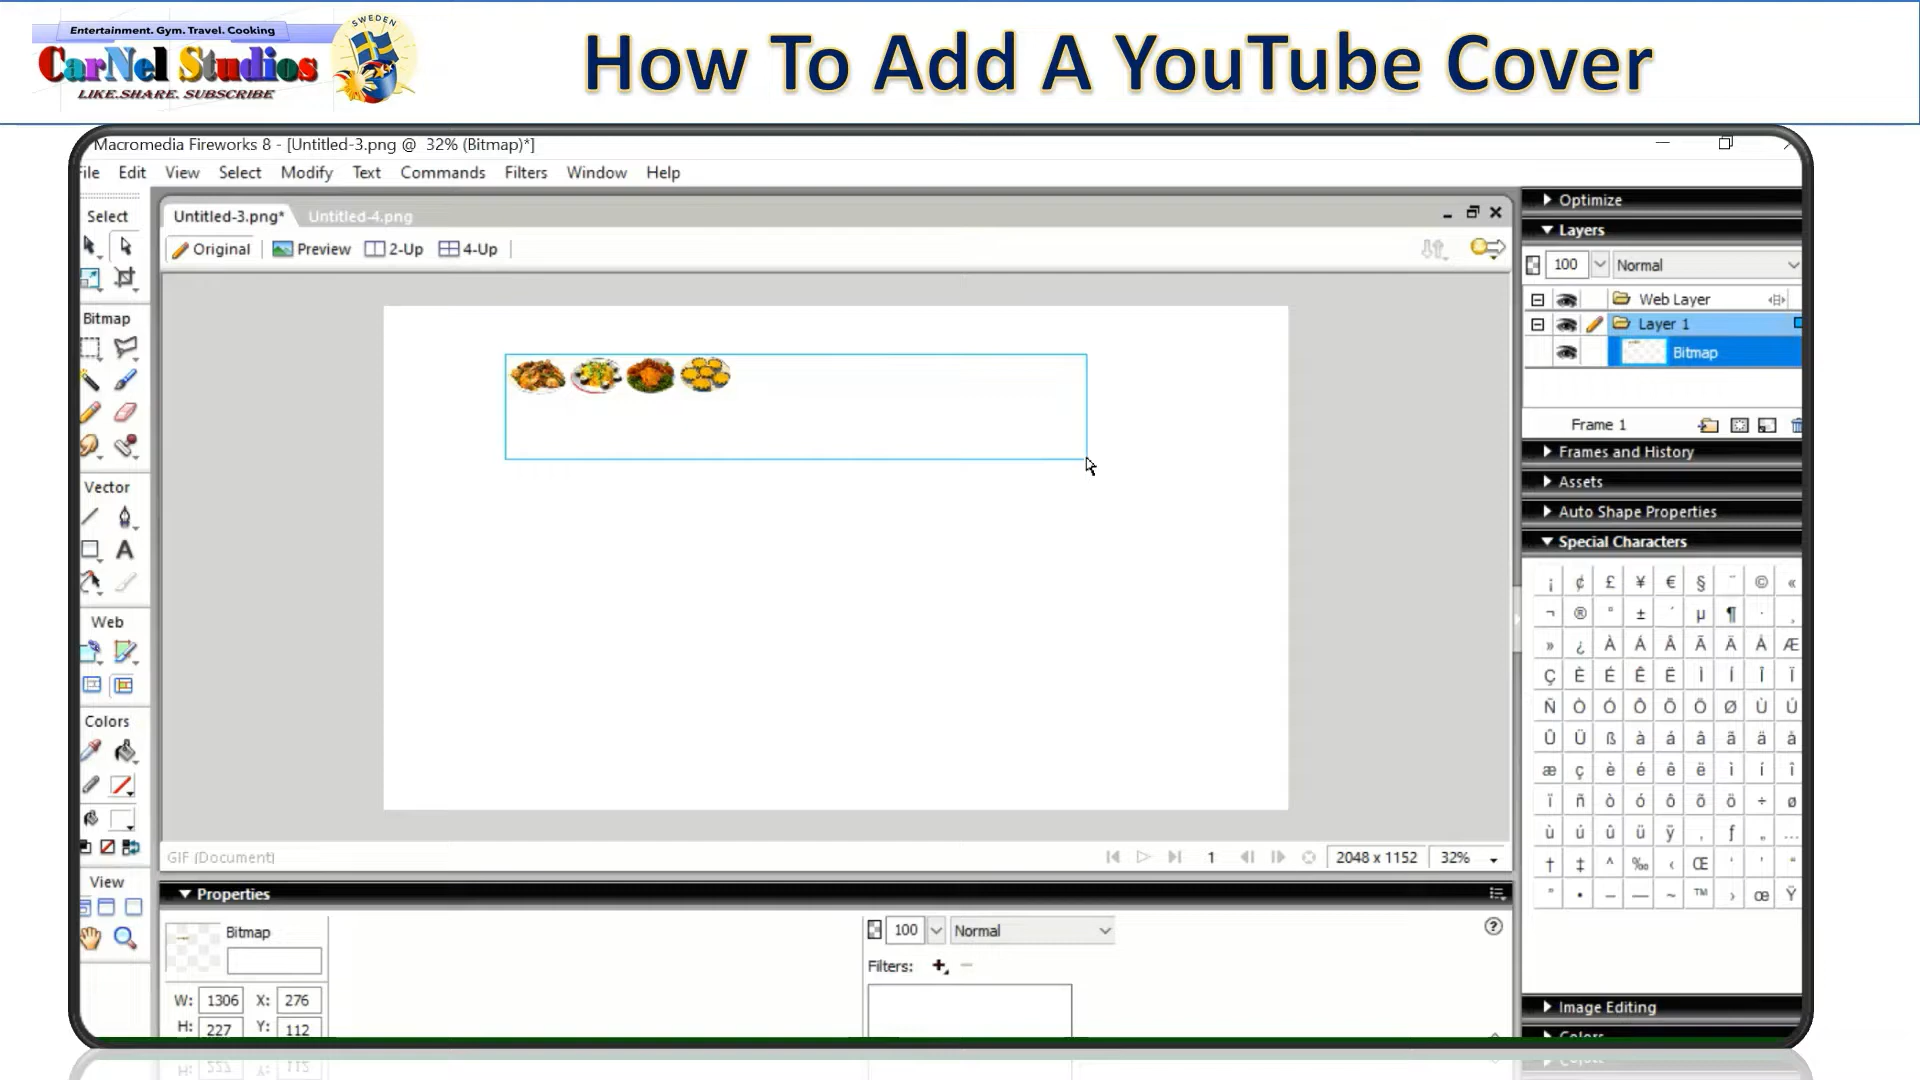 SWEDEN
Entertainment. Gym. Travel. Cooking
CarNel Studios
LIKE.SHARE. SUBSCRIBE
How To Add A YouTube Cover
Macromedia Fireworks 8 - [Untitled-3.png @ 32% (Bitmap)*]
File Edit View Select Modify Text Commands Filters Window Help
Select
Untitled-3.png* Untitled-4.png
Original Preview 2-Up 4-Up
Optimize
Layers
100 Normal
Web Layer
Layer 1
Bitmap
Frame 1
Frames and History
Assets
Auto Shape Properties
Special Characters
¡ ¢ £ ¥ € § ¨ © «
¬ ® ° ± ´ µ ¶ · ¸
» ¿ À Á Â Ã Ä Å Æ
Ç È É Ê Ë Ì Í Î Ï
Ñ Ò Ó Ô Õ Ö Ø Ù Ú
Û Ü ß à á â ã ä å
æ ç è é ê ë ì í î
ï ñ ò ó ô õ ö ÷ ø
ù ú û ü ÿ ‚ ƒ „ …
† ‡ ^ ‰ ‹ Œ ‘ ’ “
” • – — ~ ™ › œ Ÿ
Image Editing
Colors
Bitmap
Vector
A
Web
Colors
View
GIF (Document)
1 2048 x 1152 32%
Properties
Bitmap
W: 1306 X: 276
H: 227 Y: 112
100 Normal
Filters: